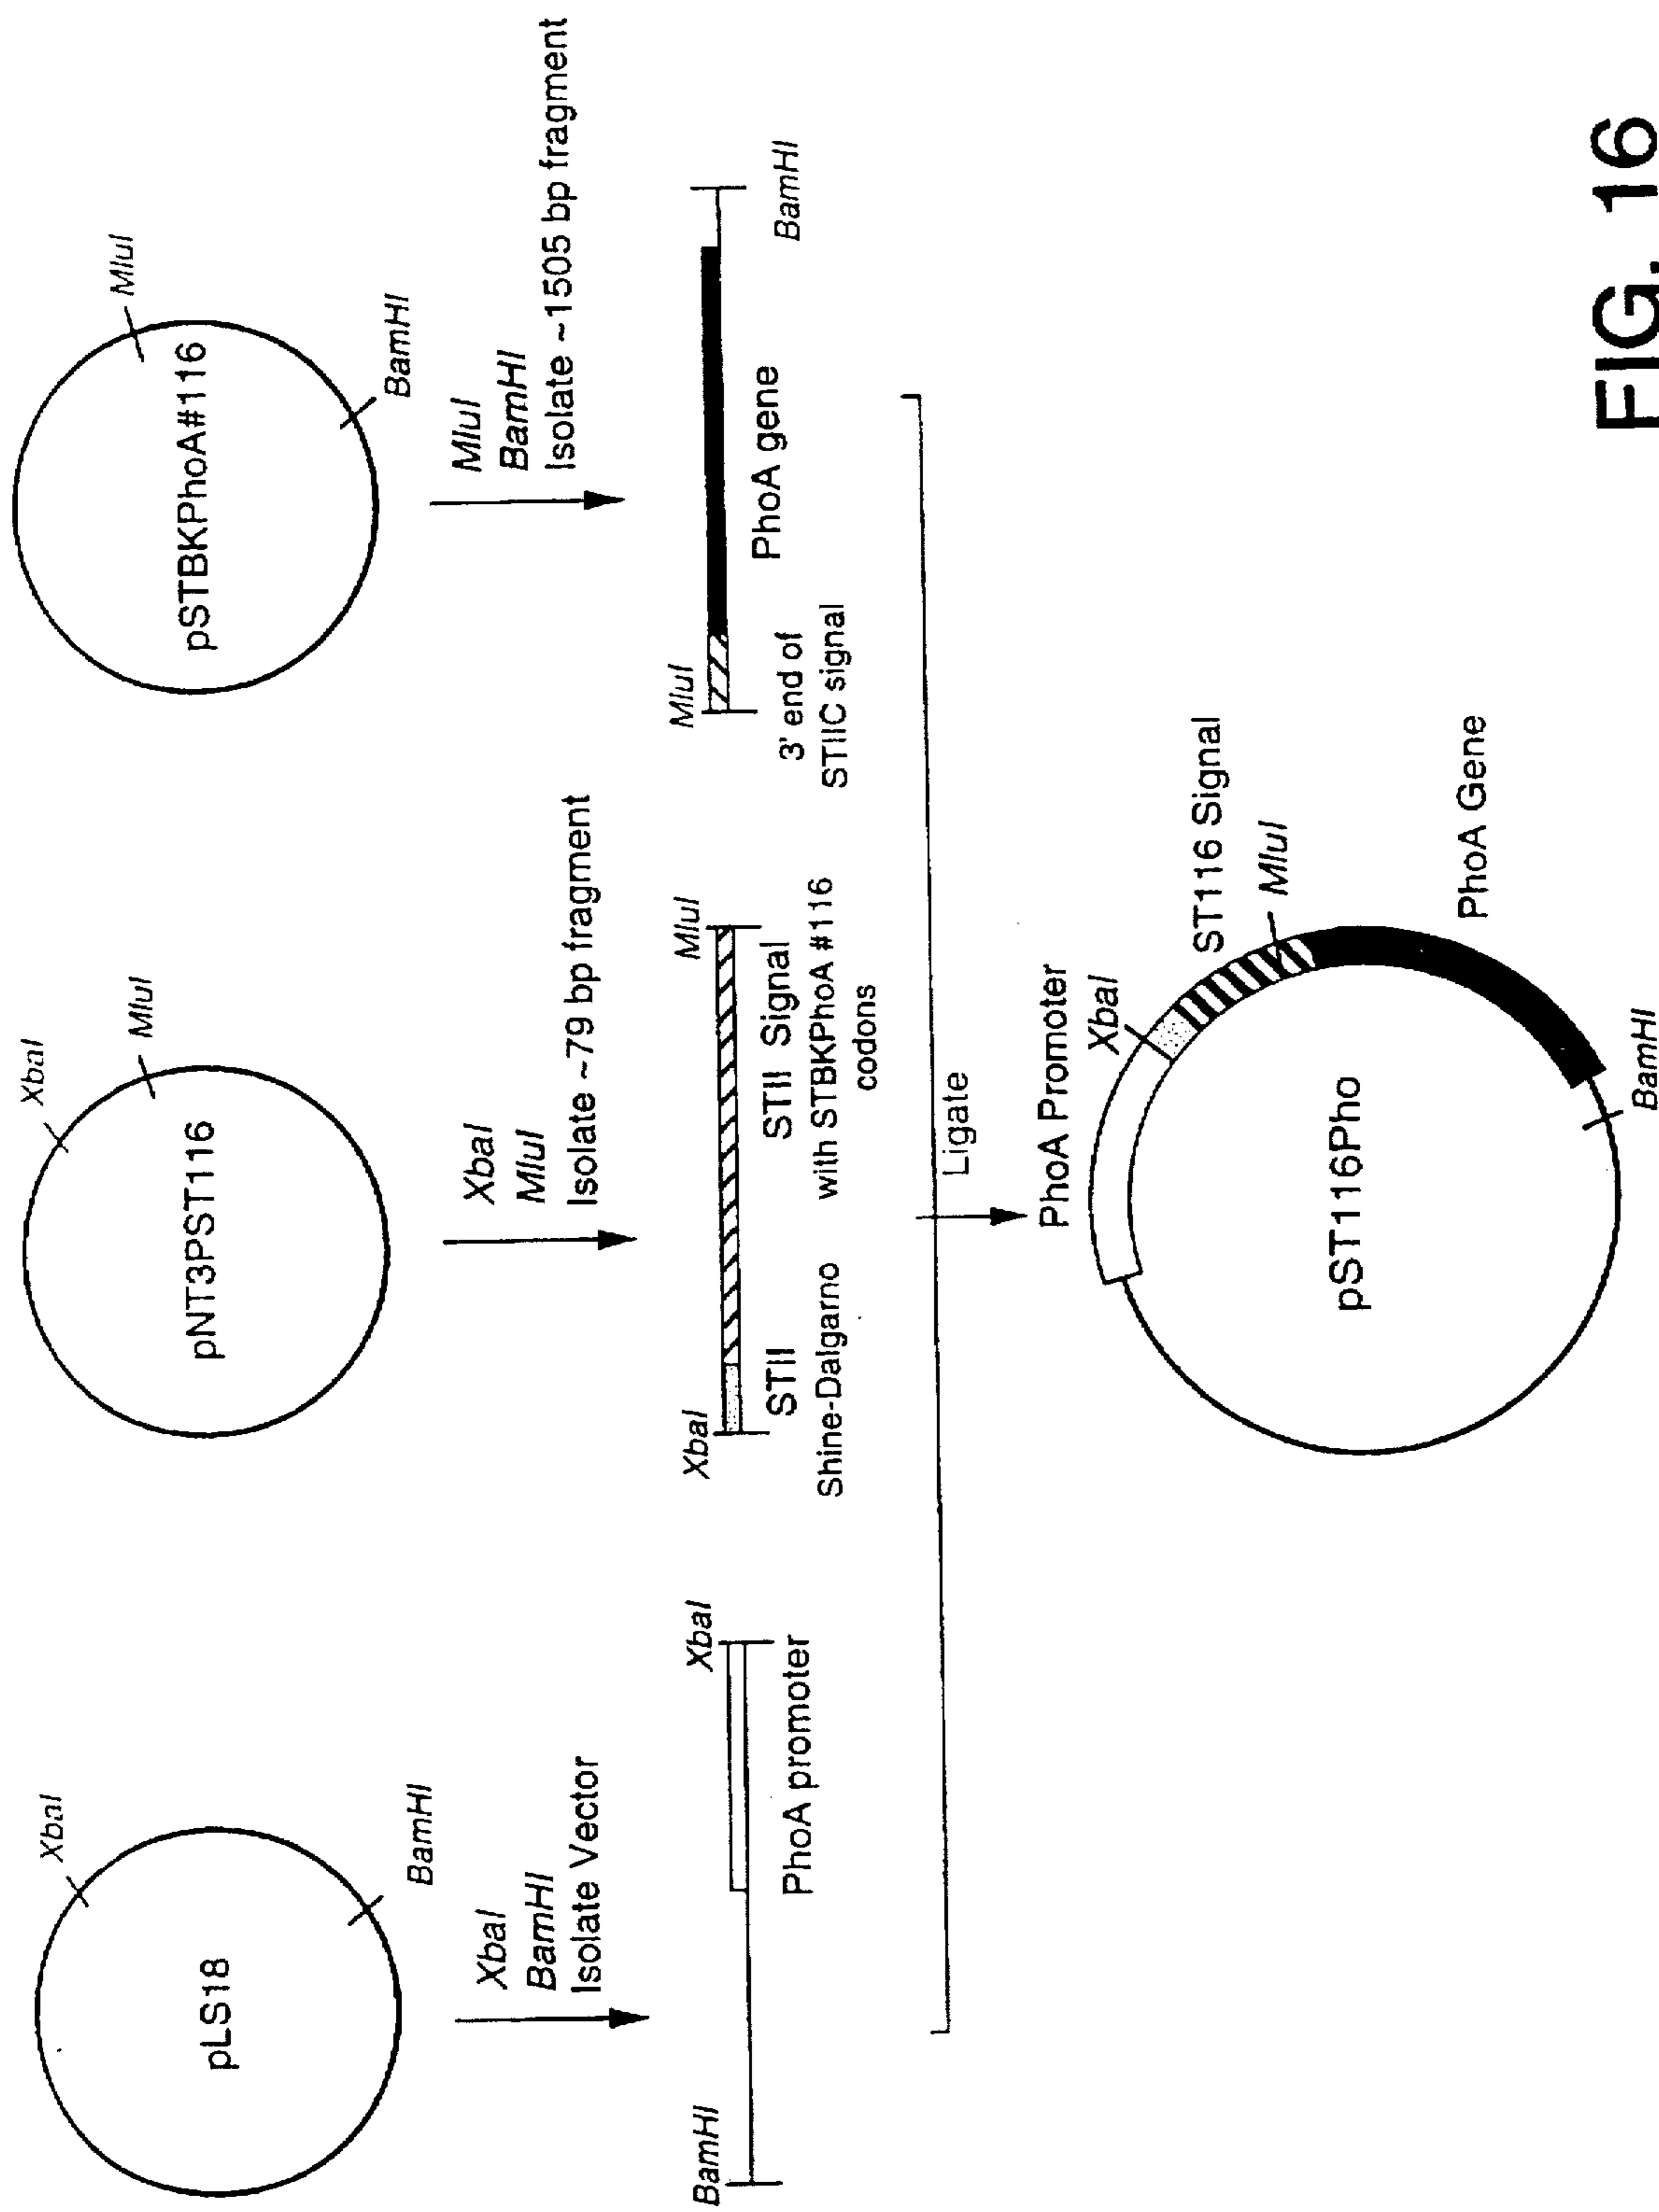 pLS18
XbaI
BamHI
XbaI
BamHI
Isolate Vector
BamHI
XbaI
PhoA promoter
pNT3PST116
XbaI
MluI
XbaI
MluI
Isolate ~79 bp fragment
XbaI
MluI
STII
Shine-Dalgarno
STII Signal
with STBKPhoA #116
codons
pSTBKPhoA#116
MluI
BamHI
MluI
BamHI
Isolate ~1505 bp fragment
MluI
BamHI
3' end of
STIIC signal
PhoA gene
Ligate
PhoA Promoter
XbaI
ST116 Signal
MluI
PhoA Gene
BamHI
pST116Pho
FIG. 16